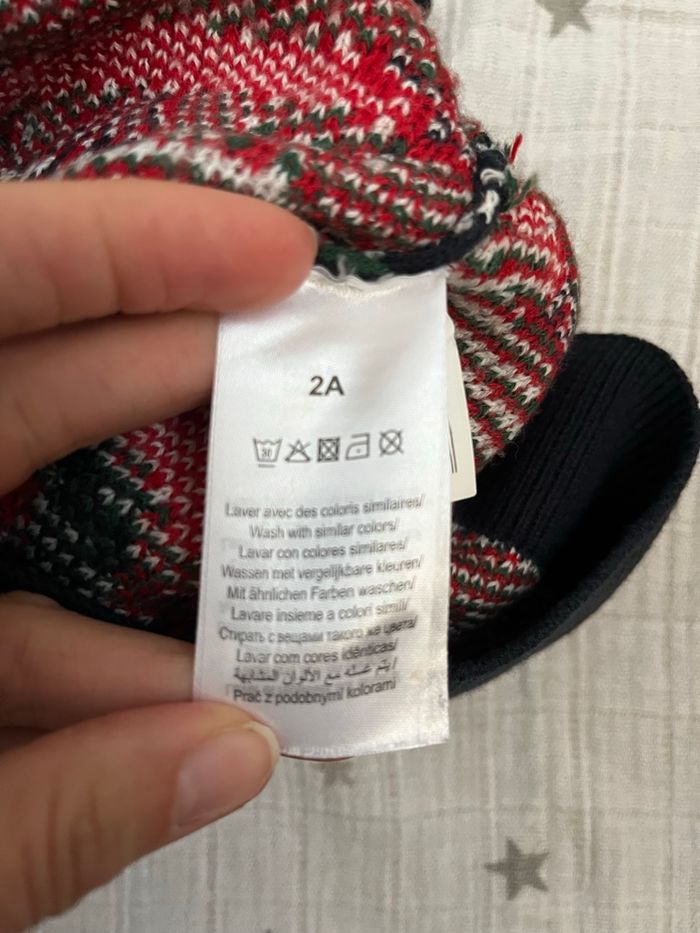 2A
30
Laver avec des coloris similaires/
Wash with similar colors/
Lavar con colores similares/
Wassen met vergelijkbare kleuren/
Mit ähnlichen Farben waschen/
Lavare insieme a colori simili/
Стирать с вещами такого же цвета/
Lavar com cores idênticas/
يتم غسله مع الألوان المتشابهة/
Prać z podobnymi kolorami